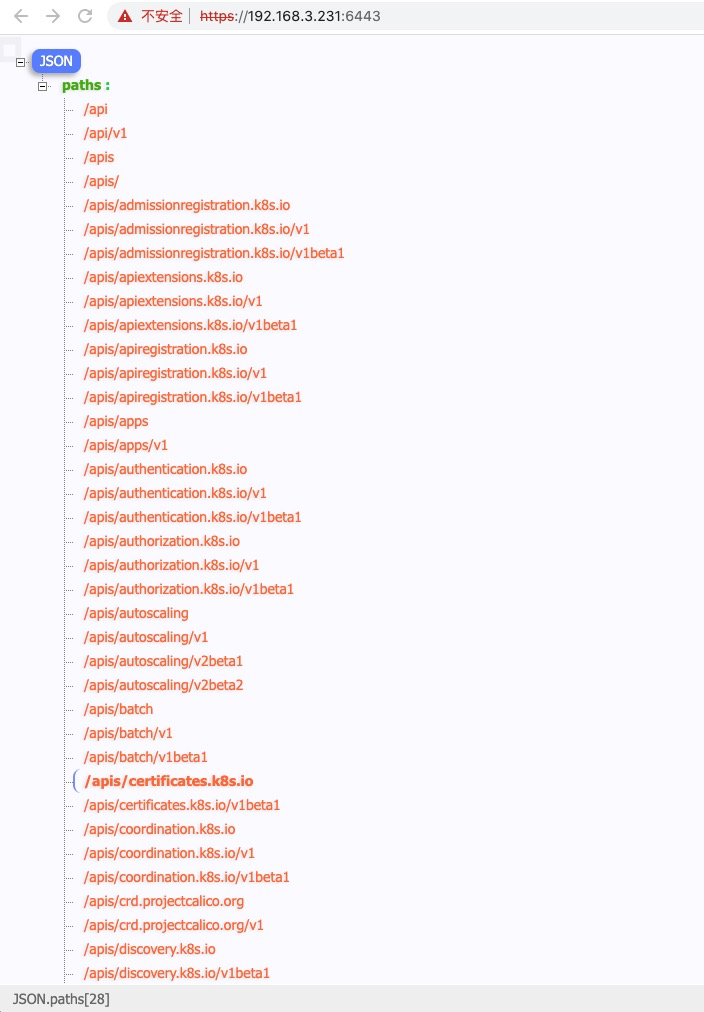 不安全 https://192.168.3.231:6443
JSON
paths :
/api
/api/v1
/apis
/apis/
/apis/admissionregistration.k8s.io
/apis/admissionregistration.k8s.io/v1
/apis/admissionregistration.k8s.io/v1beta1
/apis/apiextensions.k8s.io
/apis/apiextensions.k8s.io/v1
/apis/apiextensions.k8s.io/v1beta1
/apis/apiregistration.k8s.io
/apis/apiregistration.k8s.io/v1
/apis/apiregistration.k8s.io/v1beta1
/apis/apps
/apis/apps/v1
/apis/authentication.k8s.io
/apis/authentication.k8s.io/v1
/apis/authentication.k8s.io/v1beta1
/apis/authorization.k8s.io
/apis/authorization.k8s.io/v1
/apis/authorization.k8s.io/v1beta1
/apis/autoscaling
/apis/autoscaling/v1
/apis/autoscaling/v2beta1
/apis/autoscaling/v2beta2
/apis/batch
/apis/batch/v1
/apis/batch/v1beta1
/apis/certificates.k8s.io
/apis/certificates.k8s.io/v1beta1
/apis/coordination.k8s.io
/apis/coordination.k8s.io/v1
/apis/coordination.k8s.io/v1beta1
/apis/crd.projectcalico.org
/apis/crd.projectcalico.org/v1
/apis/discovery.k8s.io
/apis/discovery.k8s.io/v1beta1
JSON.paths[28]